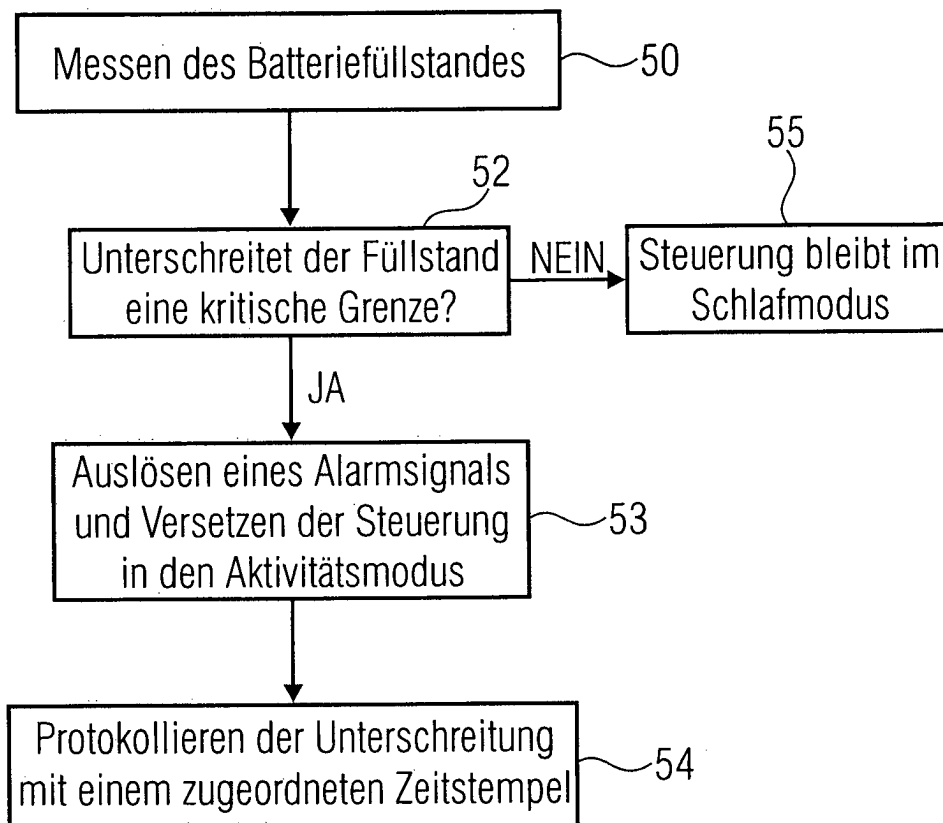 Messen des Batteriefüllstandes
50
52
55
Unterschreitet der Füllstand
eine kritische Grenze?
NEIN
Steuerung bleibt im
Schlafmodus
JA
Auslösen eines Alarmsignals
und Versetzen der Steuerung
in den Aktivitätsmodus
53
Protokollieren der Unterschreitung
mit einem zugeordneten Zeitstempel
54